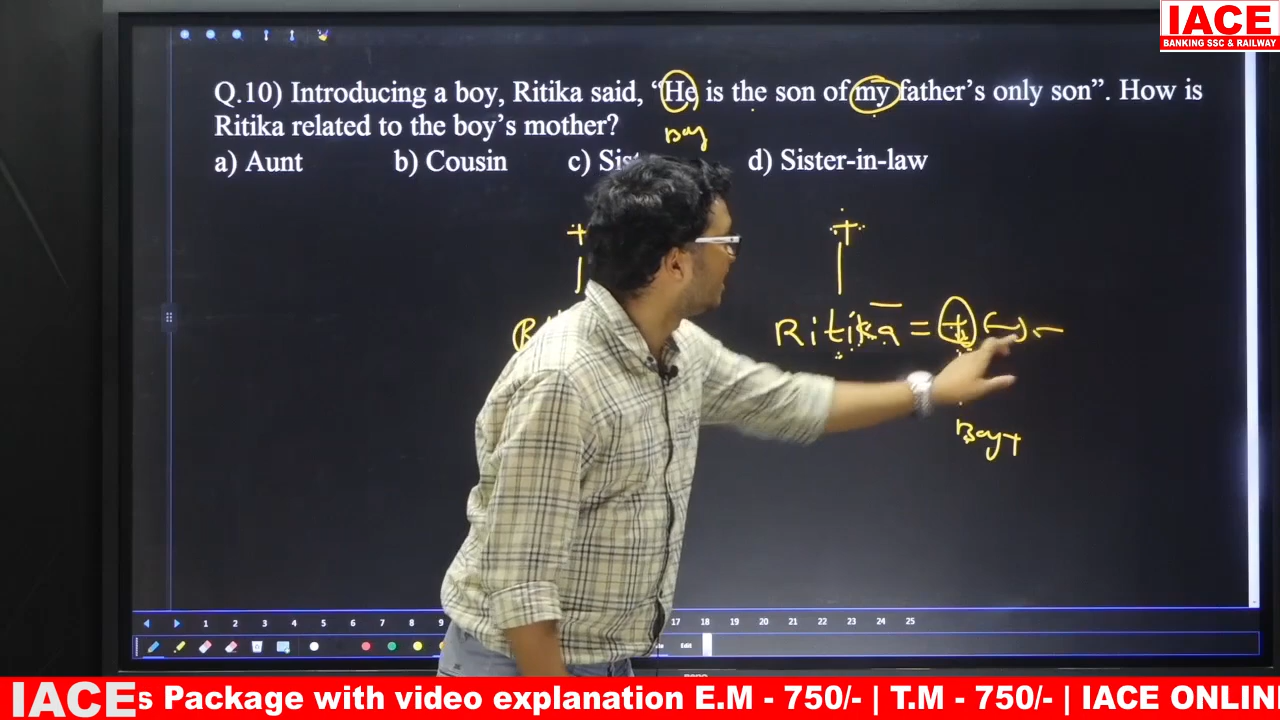 IACE
BANKING SSC & RAILWAY
Q.10) Introducing a boy, Ritika said, “He is the son of my father’s only son”. How is
Ritika related to the boy’s mother?
Boy
a) Aunt b) Cousin c) Sist d) Sister-in-law
+ +
Ritika = + (-) -
Boy+
1 2 3 4 5 6 7 8 9 17 18 19 20 21 22 23 24 25
Edit
IACE s Package with video explanation E.M - 750/- | T.M - 750/- | IACE ONLIN